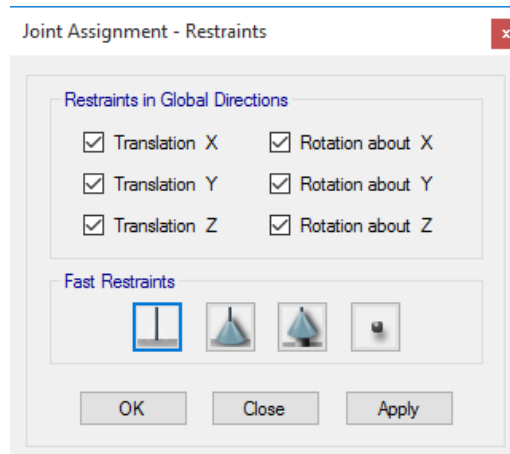 Joint Assignment - Restraints
x
Restraints in Global Directions
Translation X
Rotation about X
Translation Y
Rotation about Y
Translation Z
Rotation about Z
Fast Restraints
OK
Close
Apply